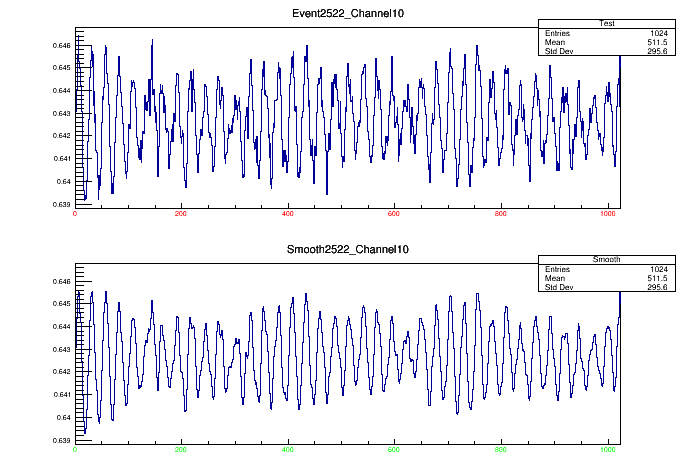 Event2522_Channel10
Test
Entries 1024
Mean 511.5
Std Dev 295.6
0.646
0.645
0.644
0.643
0.642
0.641
0.64
0.639
0 200 400 600 800 1000
Smooth2522_Channel10
Smooth
Entries 1024
Mean 511.5
Std Dev 295.6
0.646
0.645
0.644
0.643
0.642
0.641
0.64
0.639
0 200 400 600 800 1000